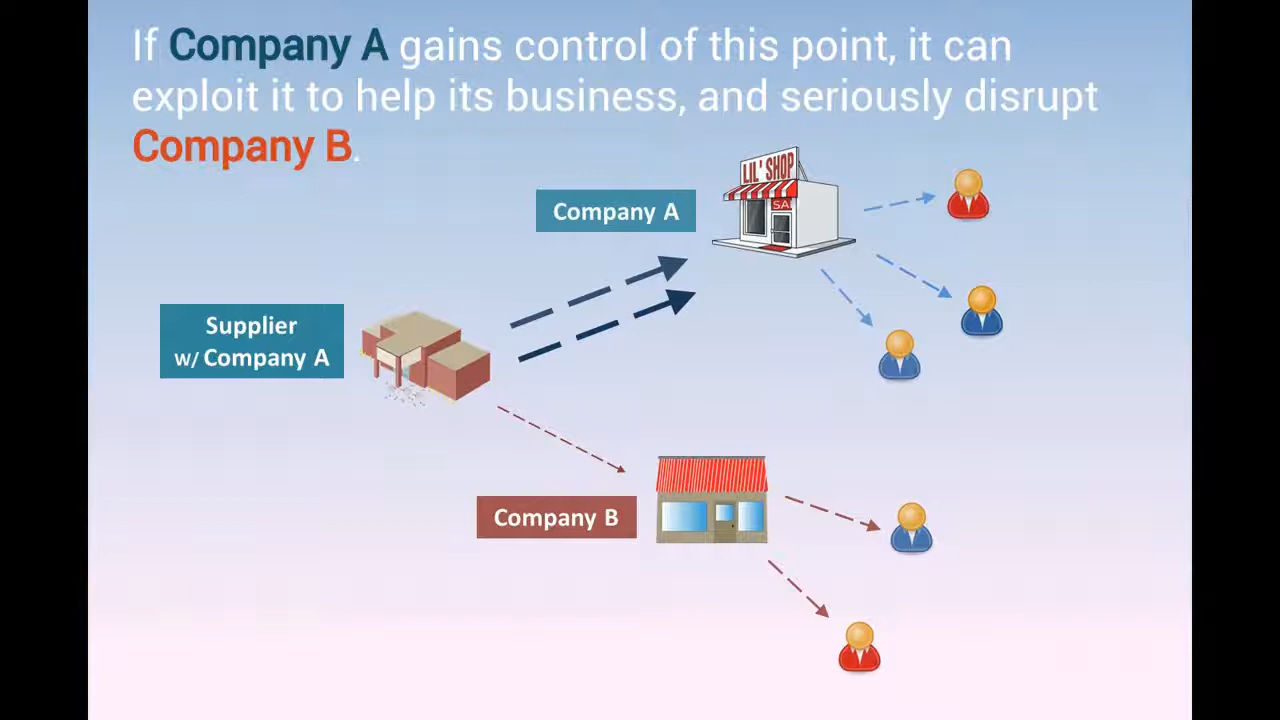 If Company A gains control of this point, it can
exploit it to help its business, and seriously disrupt
Company B.
LIL' SHOP
SA
Company A
Supplier
w/ Company A
Company B